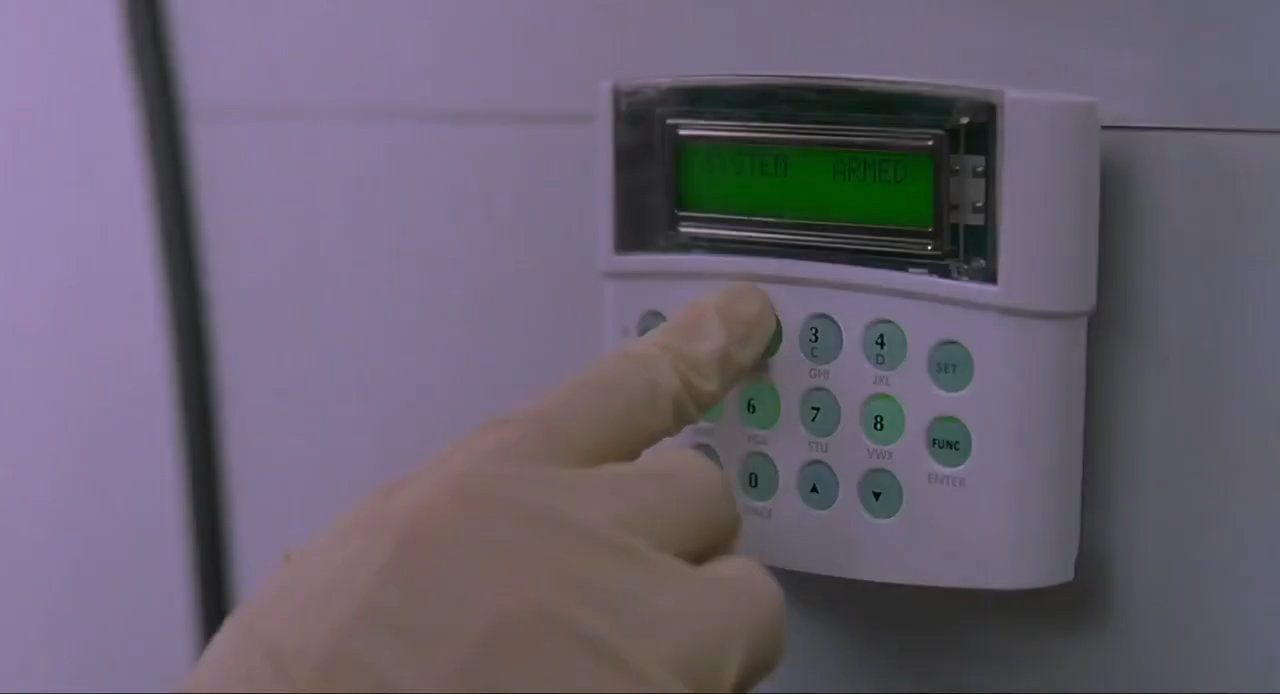 SYSTEM ARMED
3 4
C D
GHI JKL
SET
6 7 8
STU VWX
FUNC
ENTER
0 ▲ ▼